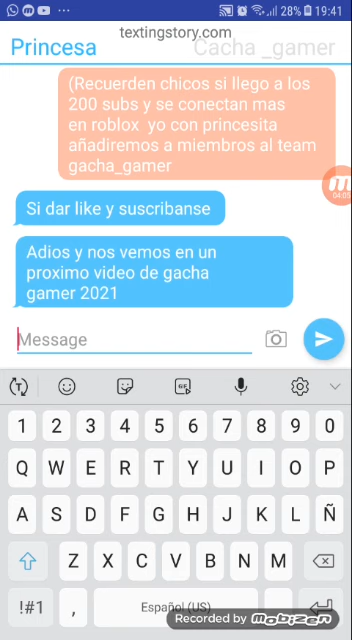 28% 19:41
textingstory.com
Princesa
Cacha _gamer
(Recuerden chicos si llego a los
200 subs y se conectan mas
en roblox yo con princesita
añadiremos a miembros al team
gacha_gamer
04:05
Si dar like y suscribanse
Adios y nos vemos en un
proximo video de gacha
gamer 2021
Message
GIF
1 2 3 4 5 6 7 8 9 0
Q W E R T Y U I O P
A S D F G H J K L Ñ
Z X C V B N M
!#1 , Español (US)
Recorded by Mobizen